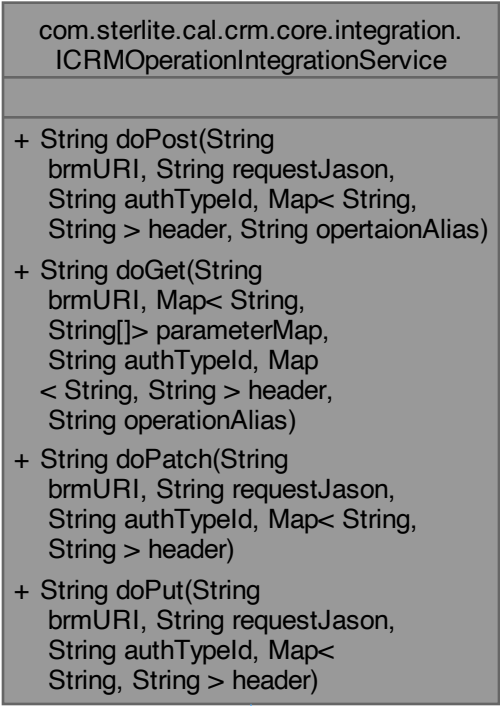 com.sterlite.cal.crm.core.integration.
ICRMOperationIntegrationService
+ String doPost(String
brmURI, String requestJason,
String authTypeId, Map< String,
String > header, String opertaionAlias)
+ String doGet(String
brmURI, Map< String,
String[]> parameterMap,
String authTypeId, Map
< String, String > header,
String operationAlias)
+ String doPatch(String
brmURI, String requestJason,
String authTypeId, Map< String,
String > header)
+ String doPut(String
brmURI, String requestJason,
String authTypeId, Map<
String, String > header)